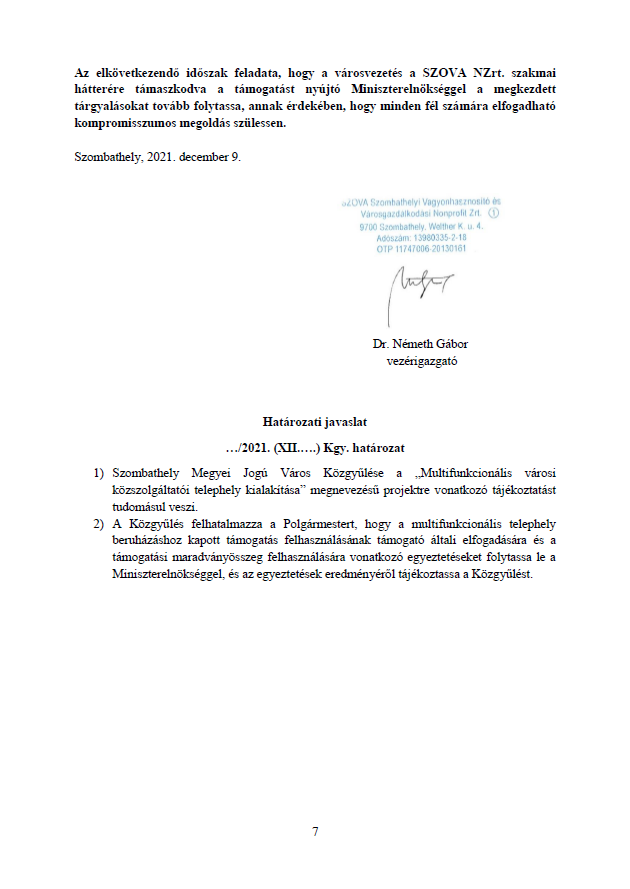 Az elkövetkezendő időszak feladata, hogy a városvezetés a SZOVA NZrt. szakmai
hátterére támaszkodva a támogatást nyújtó Miniszterelnökséggel a megkezdett
tárgyalásokat tovább folytassa, annak érdekében, hogy minden fél számára elfogadható
kompromisszumos megoldás szülessen.
Szombathely, 2021. december 9.
SZOVA Szombathelyi Vagyonhasznosító és
Városgazdálkodási Nonprofit Zrt. ①
9700 Szombathely, Welther K. u. 4.
Adószám: 13980335-2-18
OTP 11747006-20130161
Dr. Németh Gábor
vezérigazgató
Határozati javaslat
…/2021. (XII.….) Kgy. határozat
1) Szombathely Megyei Jogú Város Közgyűlése a „Multifunkcionális városi
közszolgáltatói telephely kialakítása” megnevezésű projektre vonatkozó tájékoztatást
tudomásul veszi.
2) A Közgyűlés felhatalmazza a Polgármestert, hogy a multifunkcionális telephely
beruházáshoz kapott támogatás felhasználásának támogató általi elfogadására és a
támogatási maradványösszeg felhasználására vonatkozó egyeztetéseket folytassa le a
Miniszterelnökséggel, és az egyeztetések eredményéről tájékoztassa a Közgyűlést.
7